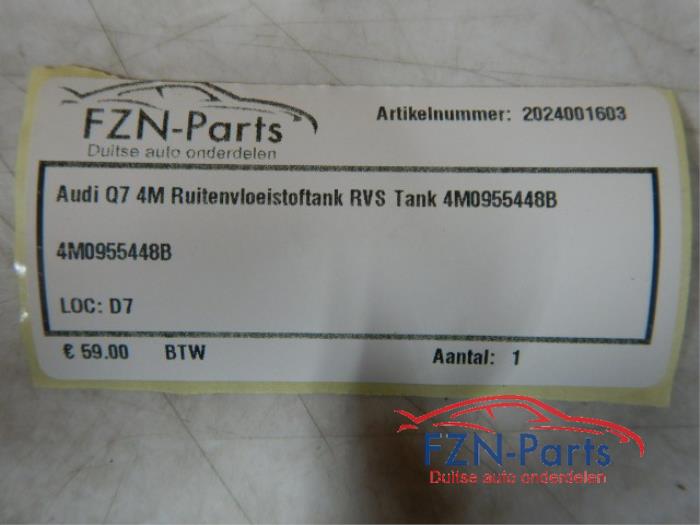 FZN-Parts
Duitse auto onderdelen
Artikelnummer: 2024001603
Audi Q7 4M Ruitenvloeistoftank RVS Tank 4M0955448B
4M0955448B
LOC: D7
€ 59.00 BTW Aantal: 1
FZN-Parts
Duitse auto onderdelen